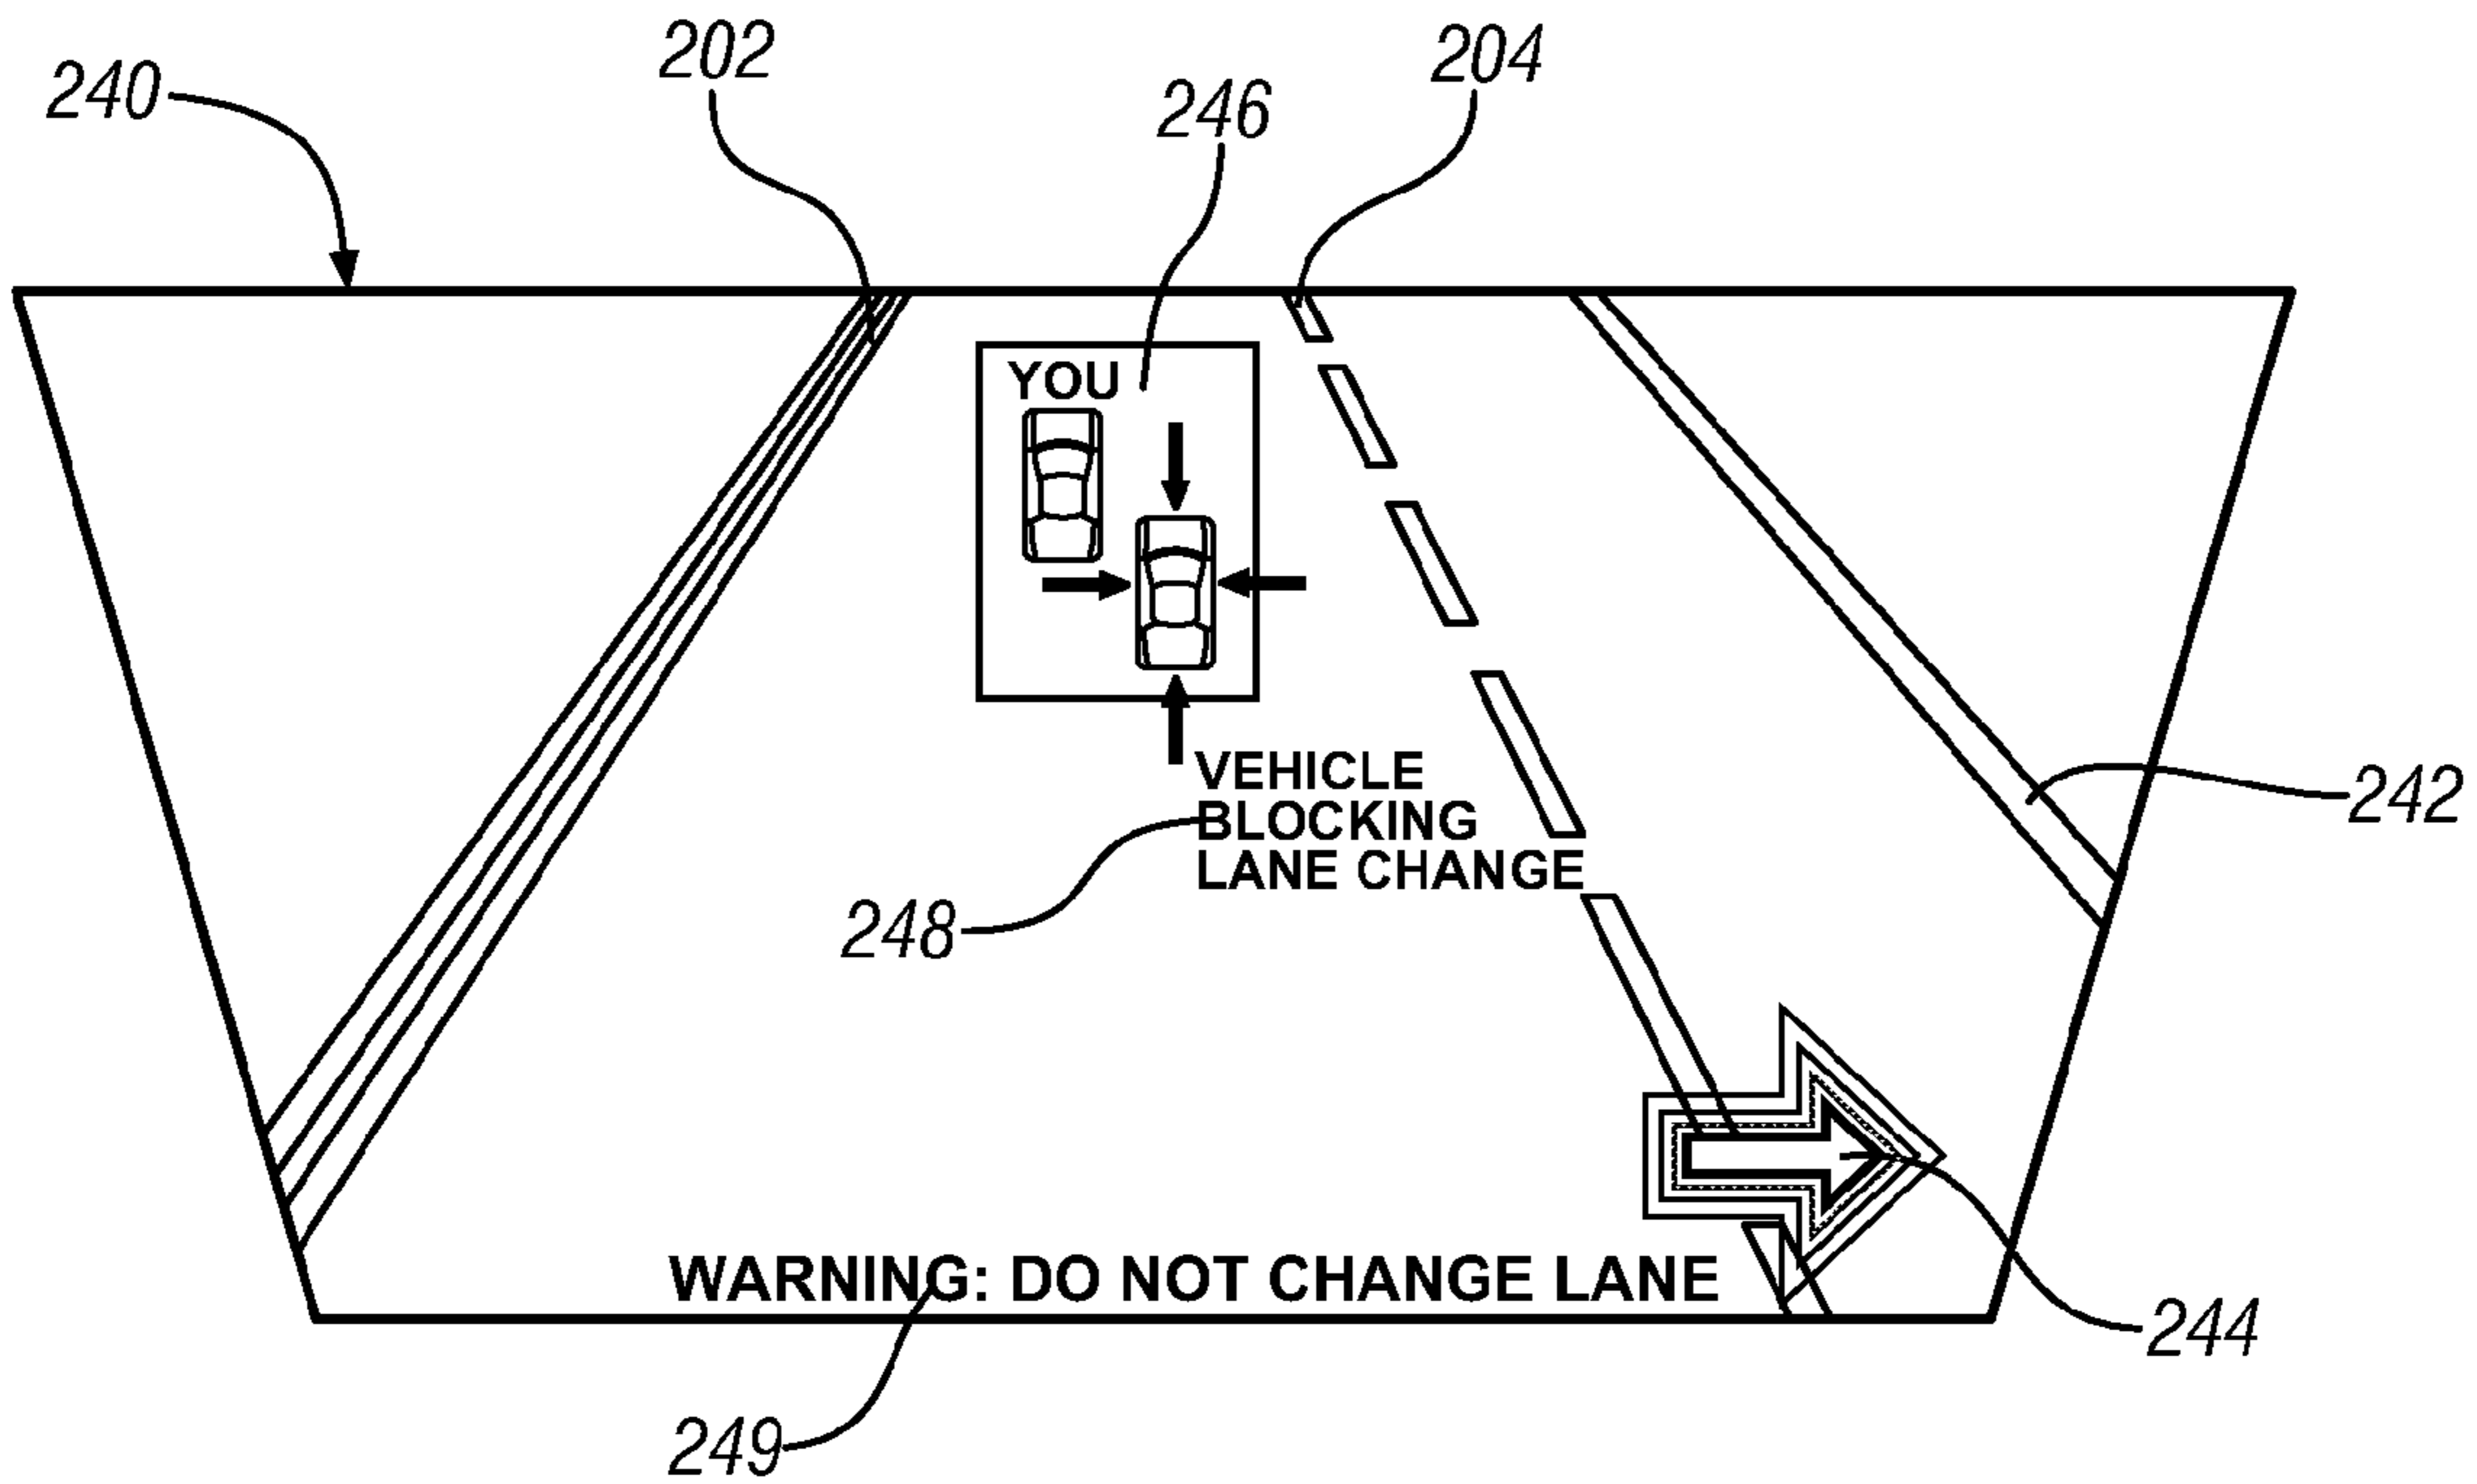 202
204
240
246
YOU
VEHICLE
BLOCKING
LANE CHANGE
242
248
WARNING: DO NOT CHANGE LANE
244
249